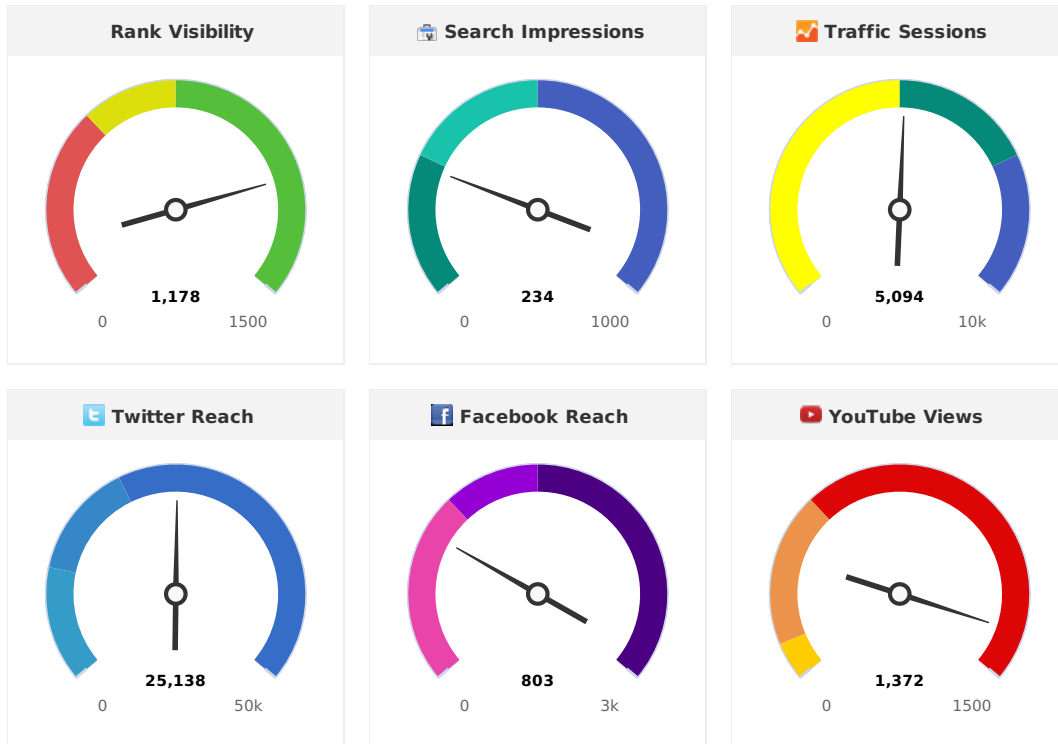 Rank Visibility
1,178
0 1500
Search Impressions
234
0 1000
Traffic Sessions
5,094
0 10k
Twitter Reach
25,138
0 50k
Facebook Reach
803
0 3k
YouTube Views
1,372
0 1500